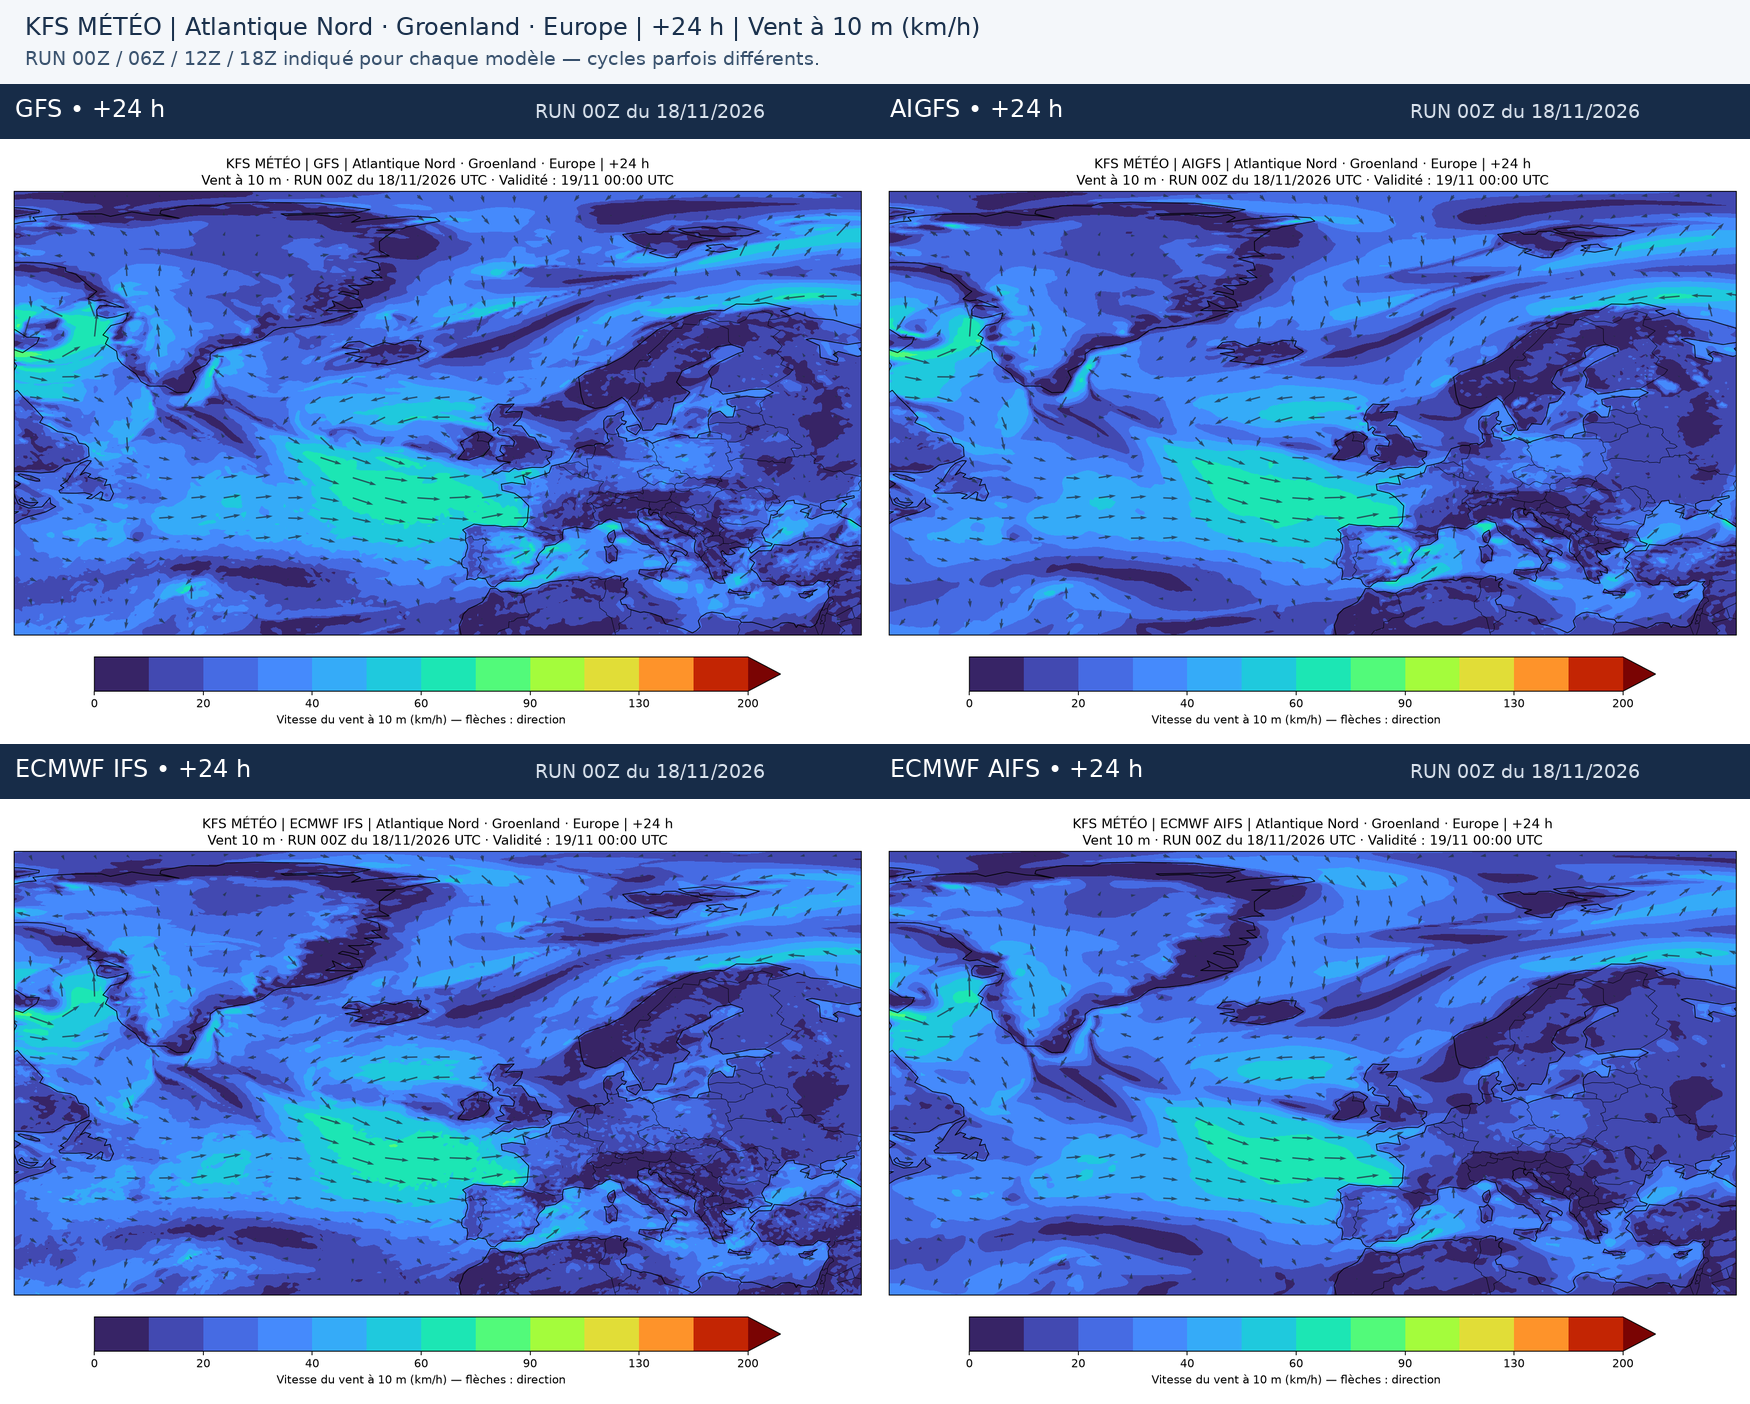 KFS MÉTÉO | Atlantique Nord · Groenland · Europe | +24 h | Vent à 10 m (km/h)
RUN 00Z / 06Z / 12Z / 18Z indiqué pour chaque modèle — cycles parfois différents.
GFS • +24 h
RUN 00Z du 18/11/2026
KFS MÉTÉO | GFS | Atlantique Nord · Groenland · Europe | +24 h
Vent à 10 m · RUN 00Z du 18/11/2026 UTC · Validité : 19/11 00:00 UTC
0 20 40 60 90 130 200
Vitesse du vent à 10 m (km/h) — flèches : direction
AIGFS • +24 h
RUN 00Z du 18/11/2026
KFS MÉTÉO | AIGFS | Atlantique Nord · Groenland · Europe | +24 h
Vent à 10 m · RUN 00Z du 18/11/2026 UTC · Validité : 19/11 00:00 UTC
0 20 40 60 90 130 200
Vitesse du vent à 10 m (km/h) — flèches : direction
ECMWF IFS • +24 h
RUN 00Z du 18/11/2026
KFS MÉTÉO | ECMWF IFS | Atlantique Nord · Groenland · Europe | +24 h
Vent 10 m · RUN 00Z du 18/11/2026 UTC · Validité : 19/11 00:00 UTC
0 20 40 60 90 130 200
Vitesse du vent à 10 m (km/h) — flèches : direction
ECMWF AIFS • +24 h
RUN 00Z du 18/11/2026
KFS MÉTÉO | ECMWF AIFS | Atlantique Nord · Groenland · Europe | +24 h
Vent 10 m · RUN 00Z du 18/11/2026 UTC · Validité : 19/11 00:00 UTC
0 20 40 60 90 130 200
Vitesse du vent à 10 m (km/h) — flèches : direction